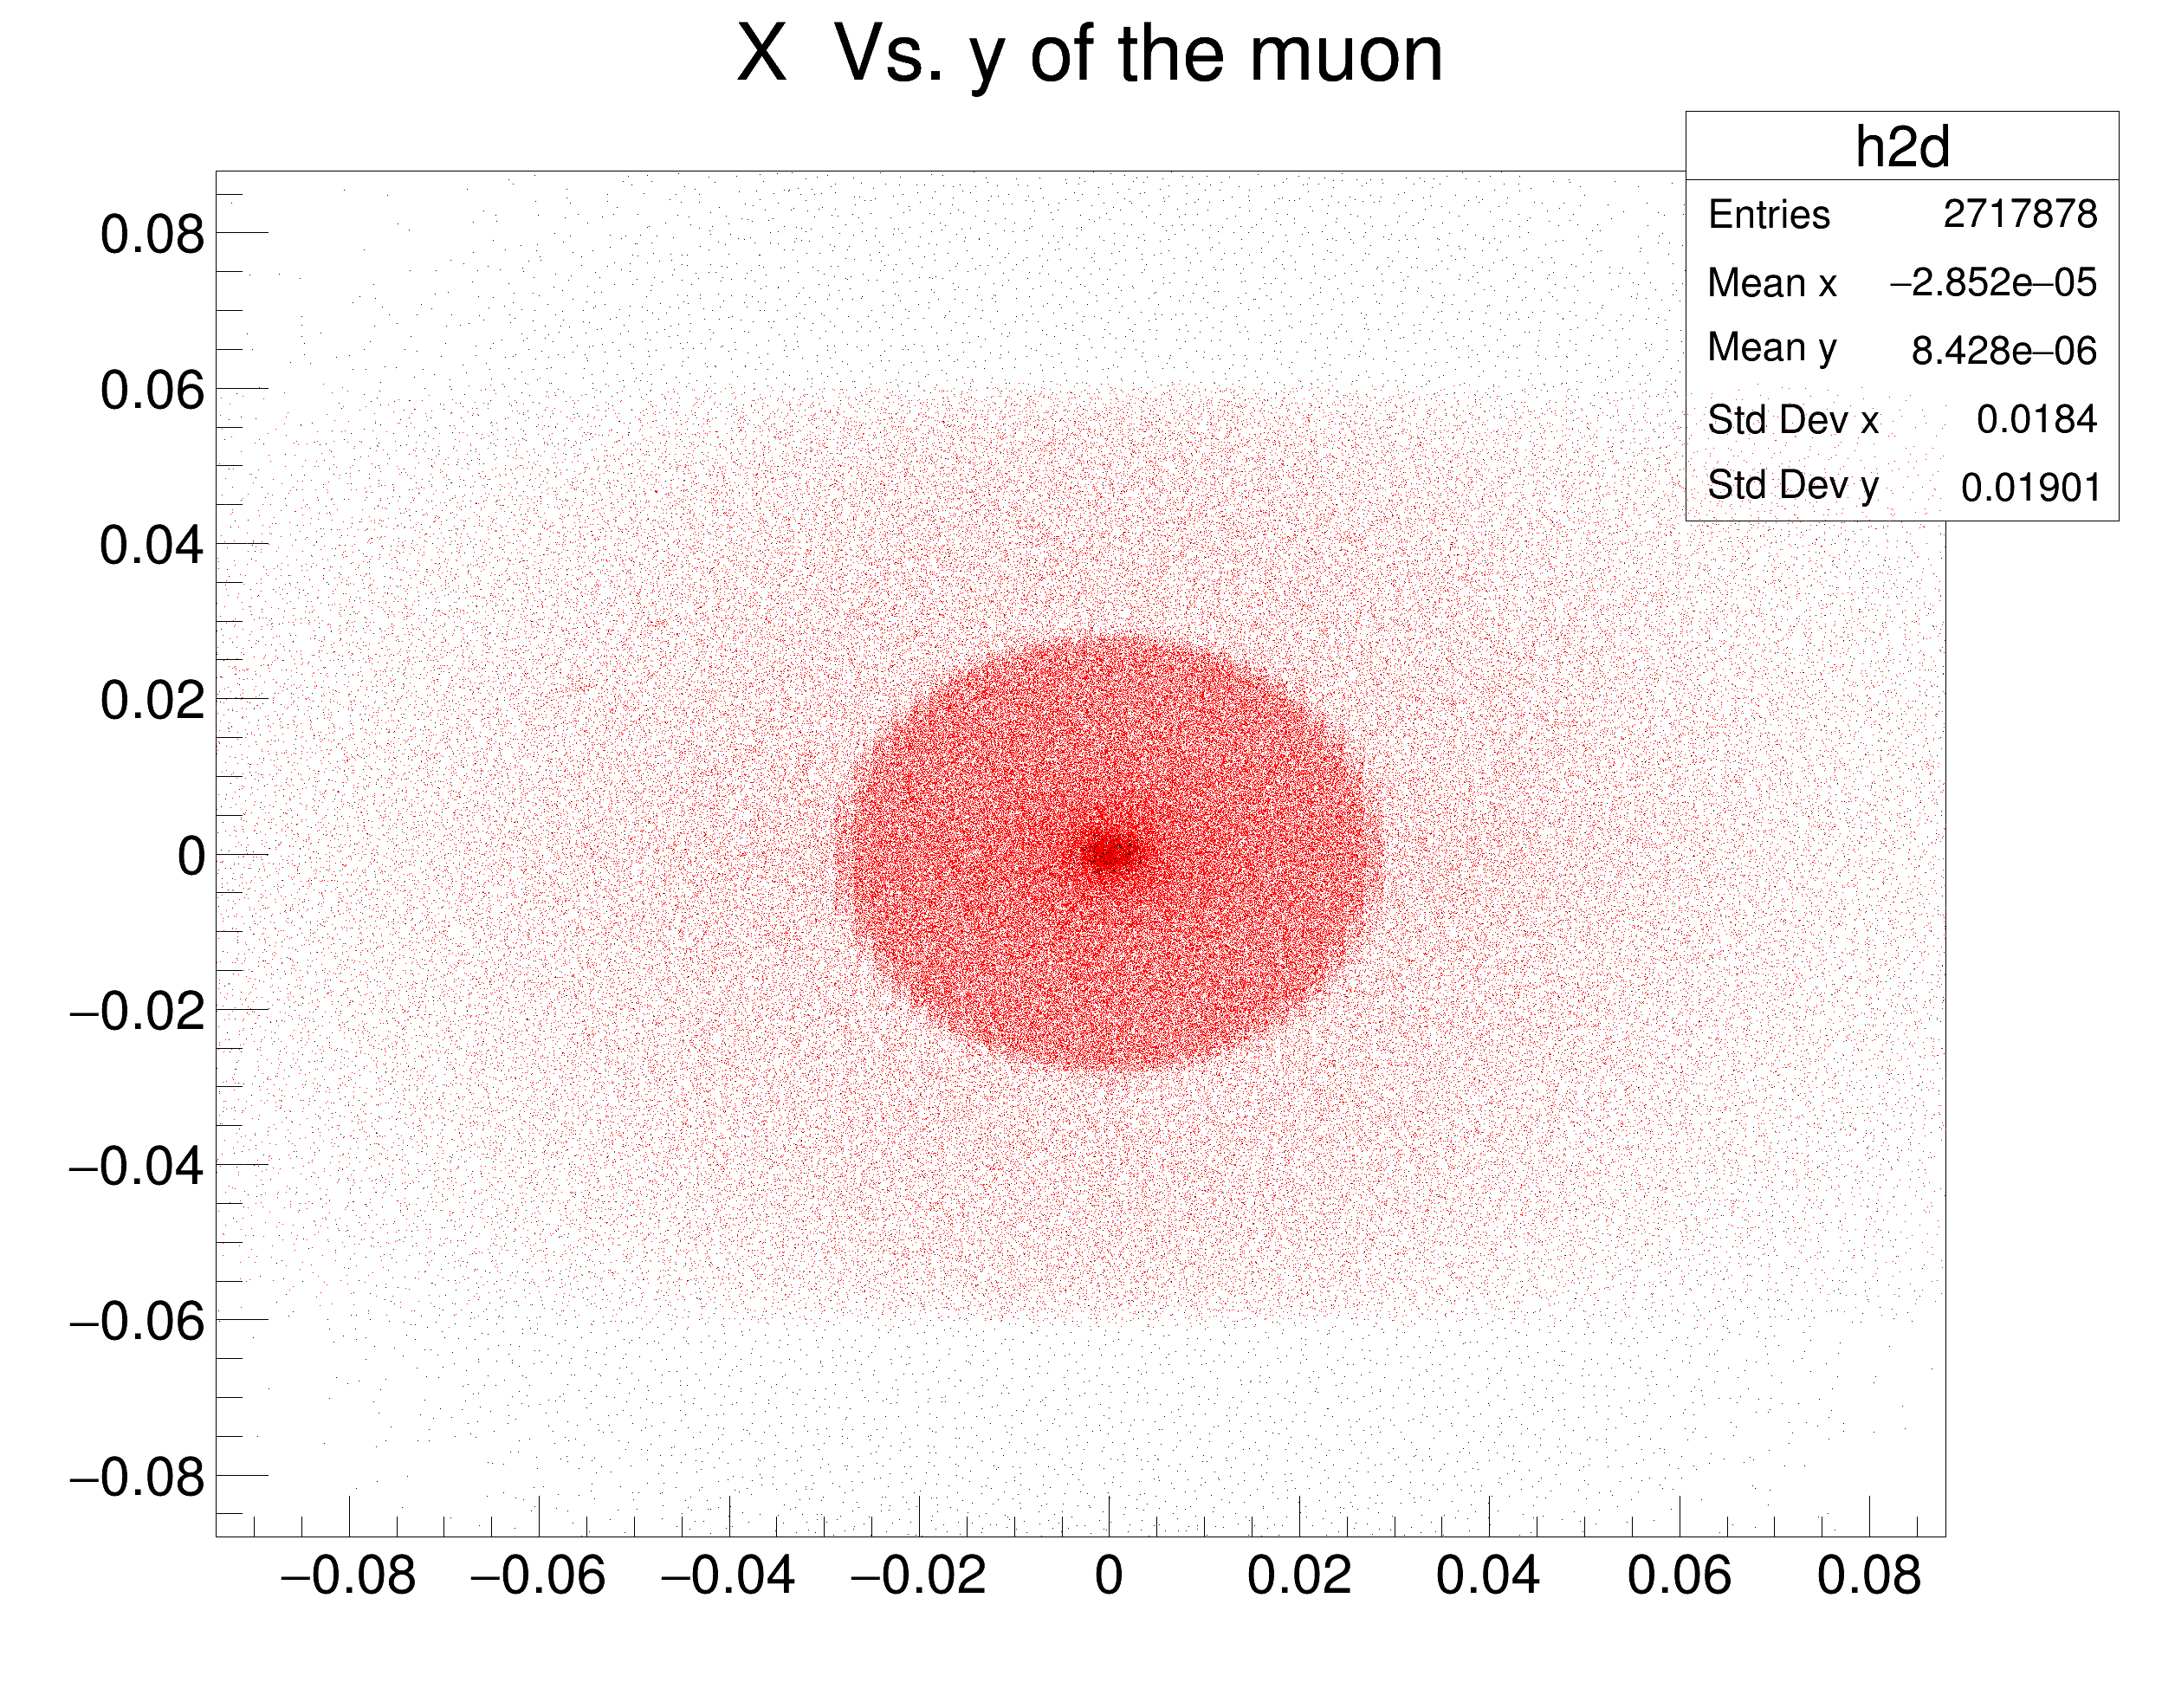 X  Vs. y of the muon
h2d
Entries 2717878
Mean x −2.852e−05
Mean y 8.428e−06
Std Dev x 0.0184
Std Dev y 0.01901
0.08
0.06
0.04
0.02
0
−0.02
−0.04
−0.06
−0.08
−0.08 −0.06 −0.04 −0.02 0 0.02 0.04 0.06 0.08